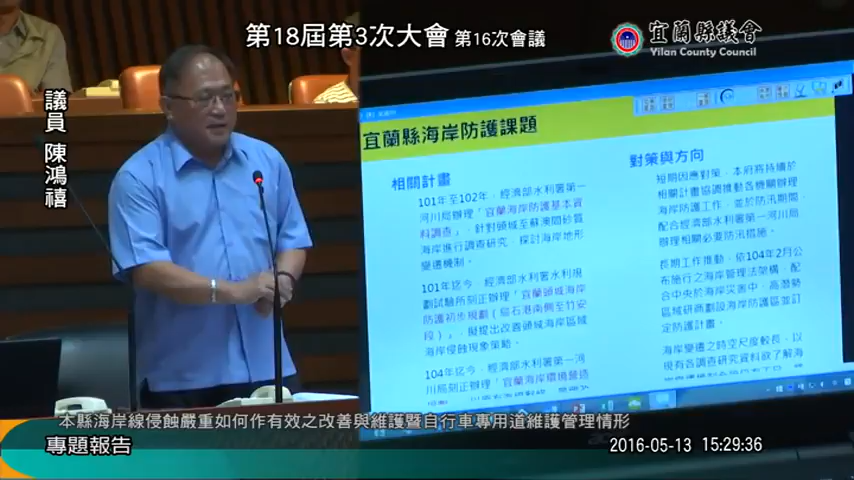 第18屆第3次大會 第16次會議
宜蘭縣議會
Yilan County Council
議員 陳鴻禧
宜蘭縣海岸防護課題
相關計畫
101年至102年，經濟部水利署第一
河川局辦理「宜蘭海岸防護基本資
料調查」，針對頭城至蘇澳間砂質
海岸進行調查研究，探討海岸地形
變遷機制。
101年迄今，經濟部水利署水利規
劃試驗所刻正辦理「宜蘭頭城海岸
防護初步規劃（烏石港南側至竹安
段）」，擬提出改善頭城海岸區域
海岸侵蝕現象策略。
104年迄今，經濟部水利署第一河
川局刻正辦理「宜蘭海岸環境營造
對策與方向
短期因應對策，本府將持續於
相關計畫協調推動各機關辦理
海岸防護工作，並於防汛期間，
配合經濟部水利署第一河川局
辦理相關必要防汛措施。
長期工作推動，依104年2月公
布施行之海岸管理法架構，配
合中央於海岸災害中，高潛勢
區域研商劃設海岸防護區並訂
定防護計畫。
海岸變遷之時空尺度較長，以
現有各調查研究資料欲了解海
本縣海岸線侵蝕嚴重如何作有效之改善與維護暨自行車專用道維護管理情形
專題報告
2016-05-13 15:29:36